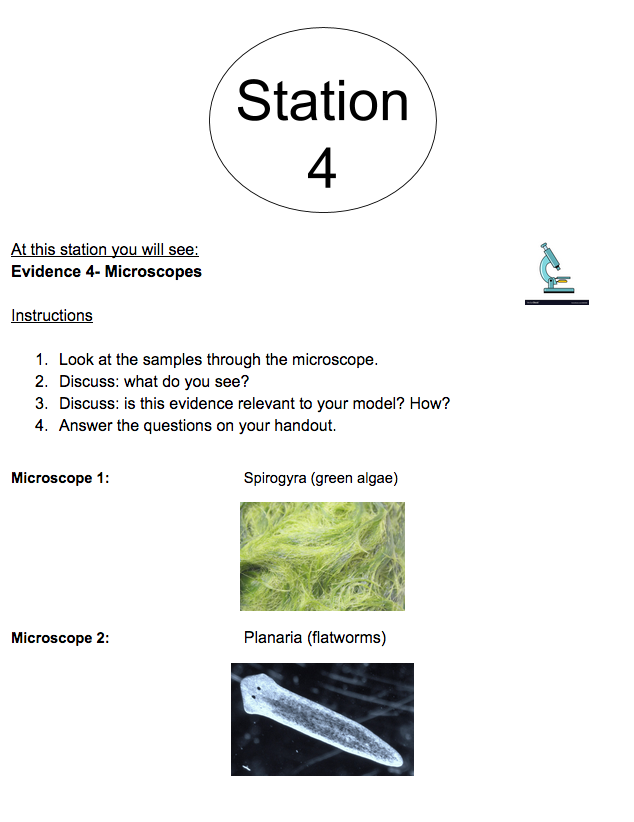 Station
4
At this station you will see:
Evidence 4- Microscopes
Instructions
1. Look at the samples through the microscope.
2. Discuss: what do you see?
3. Discuss: is this evidence relevant to your model? How?
4. Answer the questions on your handout.
Microscope 1: Spirogyra (green algae)
Microscope 2: Planaria (flatworms)